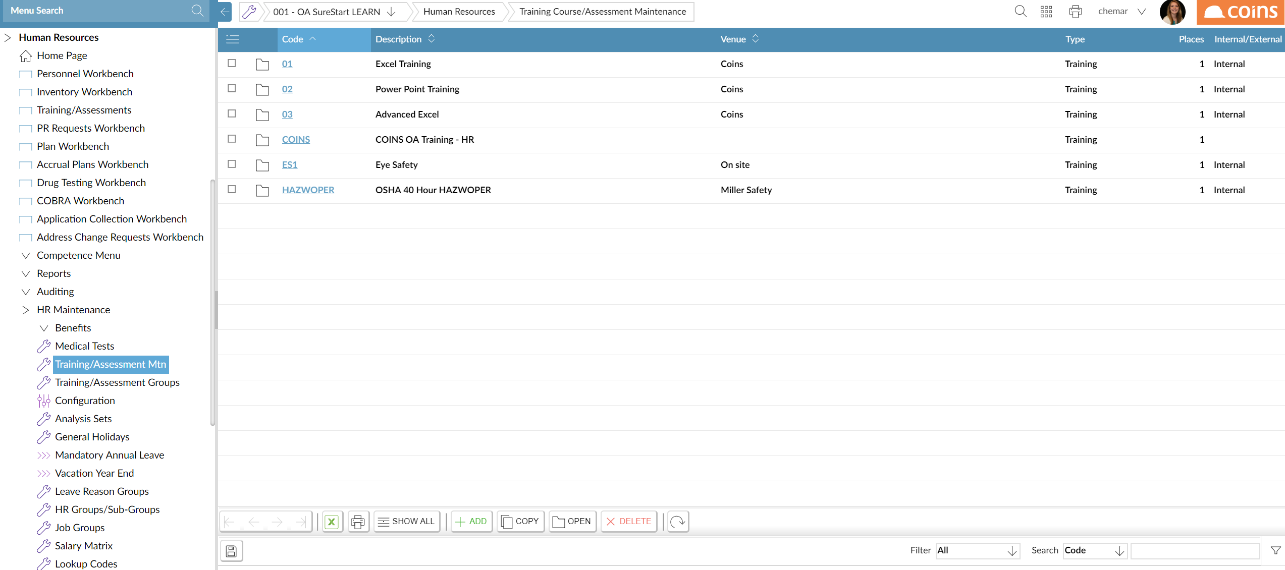 Menu Search
001 - OA SureStart LEARN
Human Resources
Training Course/Assessment Maintenance
chemar
coins
Human Resources
Home Page
Personnel Workbench
Inventory Workbench
Training/Assessments
PR Requests Workbench
Plan Workbench
Accrual Plans Workbench
Drug Testing Workbench
COBRA Workbench
Application Collection Workbench
Address Change Requests Workbench
Competence Menu
Reports
Auditing
HR Maintenance
Benefits
Medical Tests
Training/Assessment Mtn
Training/Assessment Groups
Configuration
Analysis Sets
General Holidays
Mandatory Annual Leave
Vacation Year End
Leave Reason Groups
HR Groups/Sub-Groups
Job Groups
Salary Matrix
Lookup Codes
Code Description Venue Type Places Internal/External
01 Excel Training Coins Training 1 Internal
02 Power Point Training Coins Training 1 Internal
03 Advanced Excel Coins Training 1 Internal
COINS COINS OA Training - HR Training 1
ES1 Eye Safety On site Training 1 Internal
HAZWOPER OSHA 40 Hour HAZWOPER Miller Safety Training 1 Internal
SHOW ALL ADD COPY OPEN DELETE
Filter All Search Code